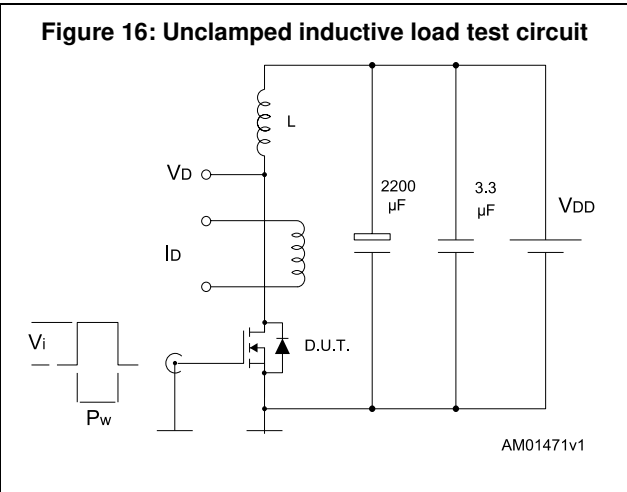 Figure 16: Unclamped inductive load test circuit
L
VD
2200
µF
3.3
µF
VDD
ID
Vi
D.U.T.
Pw
AM01471v1